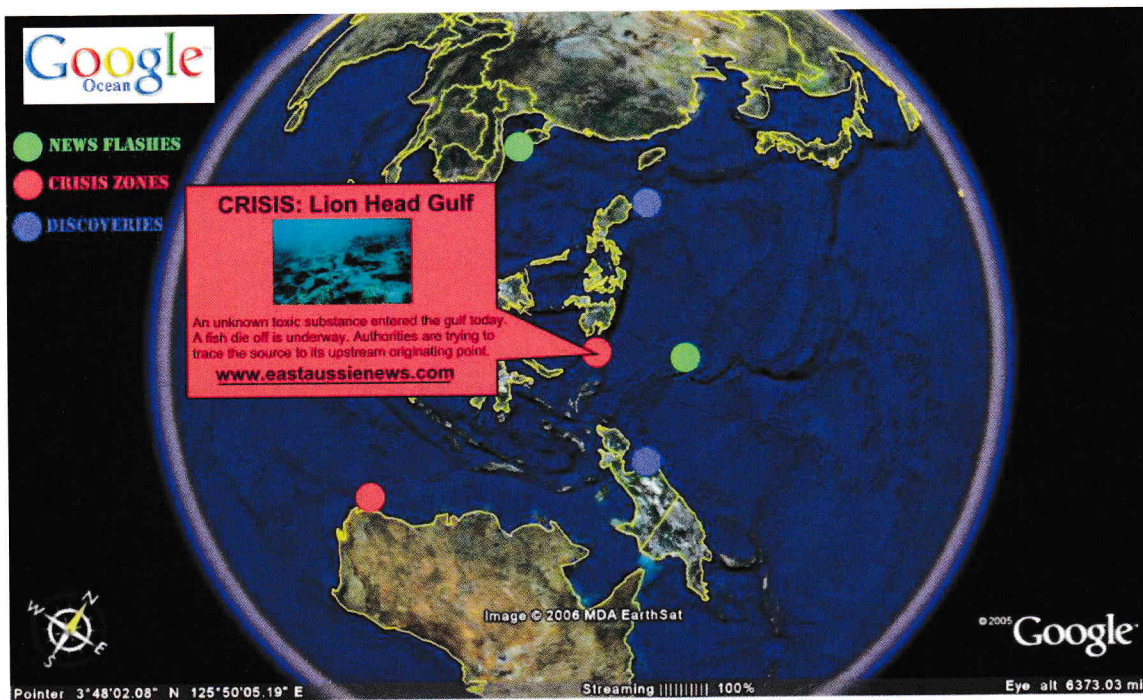 Google
Ocean
NEWS FLASHES
CRISIS ZONES
DISCOVERIES
CRISIS: Lion Head Gulf
An unknown toxic substance entered the gulf today.
A fish die off is underway. Authorities are trying to
trace the source to its upstream originating point.
www.eastaussienews.com
N
W
E
S
Image © 2006 MDA EarthSat
©2005 Google™
Pointer 3°48'02.08" N 125°50'05.19" E
Streaming |||||||||| 100%
Eye alt 6373.03 mi